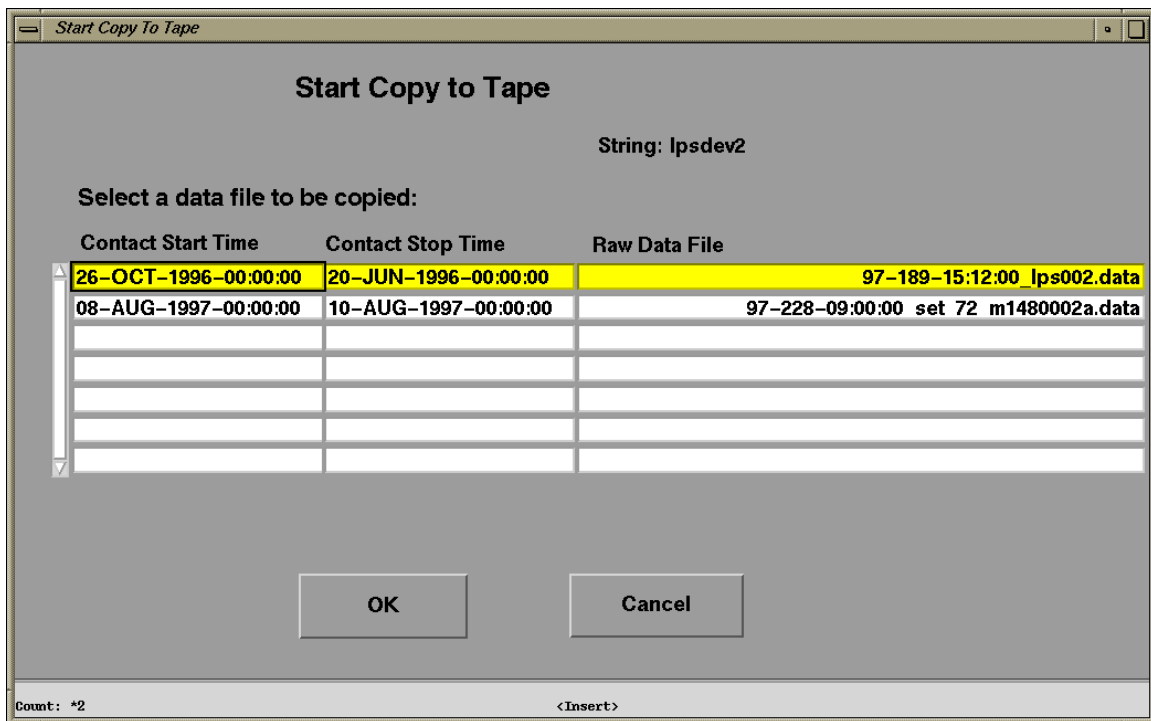 Start Copy To Tape
Start Copy to Tape
String: lpsdev2
Select a data file to be copied:
Contact Start Time Contact Stop Time Raw Data File
26-OCT-1996-00:00:00 20-JUN-1996-00:00:00 97-189-15:12:00_lps002.data
08-AUG-1997-00:00:00 10-AUG-1997-00:00:00 97-228-09:00:00 set 72 m1480002a.data
OK Cancel
Count: *2 <Insert>